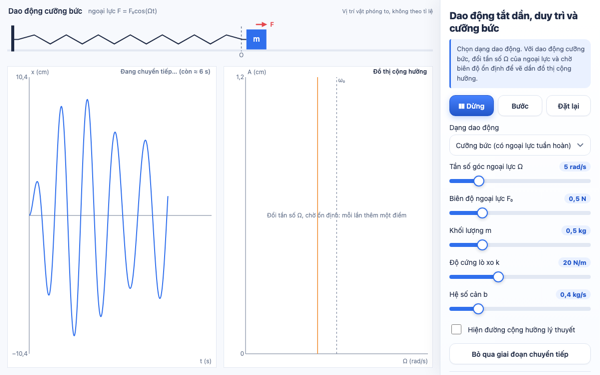 Dao động cưỡng bức   ngoại lực F = F₀cos(Ωt)
Vị trí vật phóng to, không theo tỉ lệ
F
m
O
x (cm)
Đang chuyển tiếp... (còn ≈ 6 s)
10,4
−10,4
t (s)
A (cm)
Đồ thị cộng hưởng
1,2
ω₀
Đổi tần số Ω, chờ ổn định: mỗi lần thêm một điểm
0
Ω (rad/s)
Dao động tắt dần, duy trì và
cưỡng bức
Chọn dạng dao động. Với dao động cưỡng
bức, đổi tần số Ω của ngoại lực và chờ
biên độ ổn định để vẽ dần đồ thị cộng
hưởng.
Dừng
Bước
Đặt lại
Dạng dao động
Cưỡng bức (có ngoại lực tuần hoàn)
Tần số góc ngoại lực Ω   5 rad/s
Biên độ ngoại lực F₀   0,5 N
Khối lượng m   0,5 kg
Độ cứng lò xo k   20 N/m
Hệ số cản b   0,4 kg/s
Hiện đường cộng hưởng lý thuyết
Bỏ qua giai đoạn chuyển tiếp